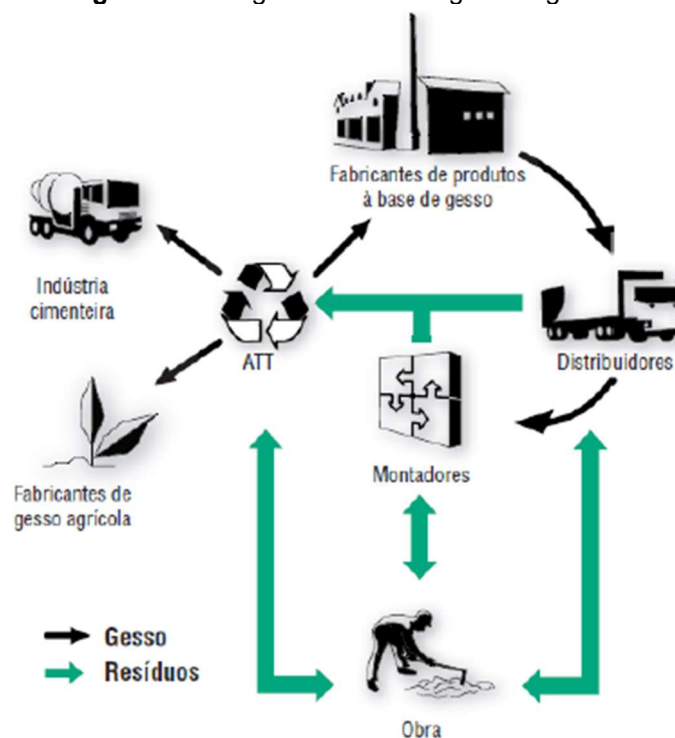 Fabricantes de produtos
à base de gesso
Indústria
cimenteira
ATT
Distribuidores
Fabricantes de
gesso agrícola
Montadores
Gesso
Resíduos
Obra